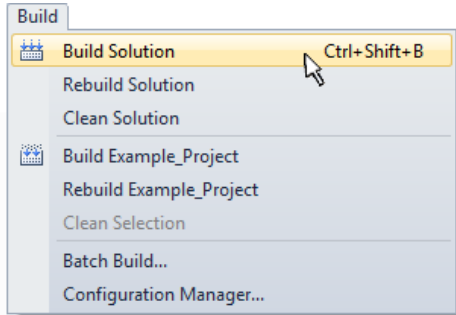 Build
Build Solution Ctrl+Shift+B
Rebuild Solution
Clean Solution
Build Example_Project
Rebuild Example_Project
Clean Selection
Batch Build...
Configuration Manager...